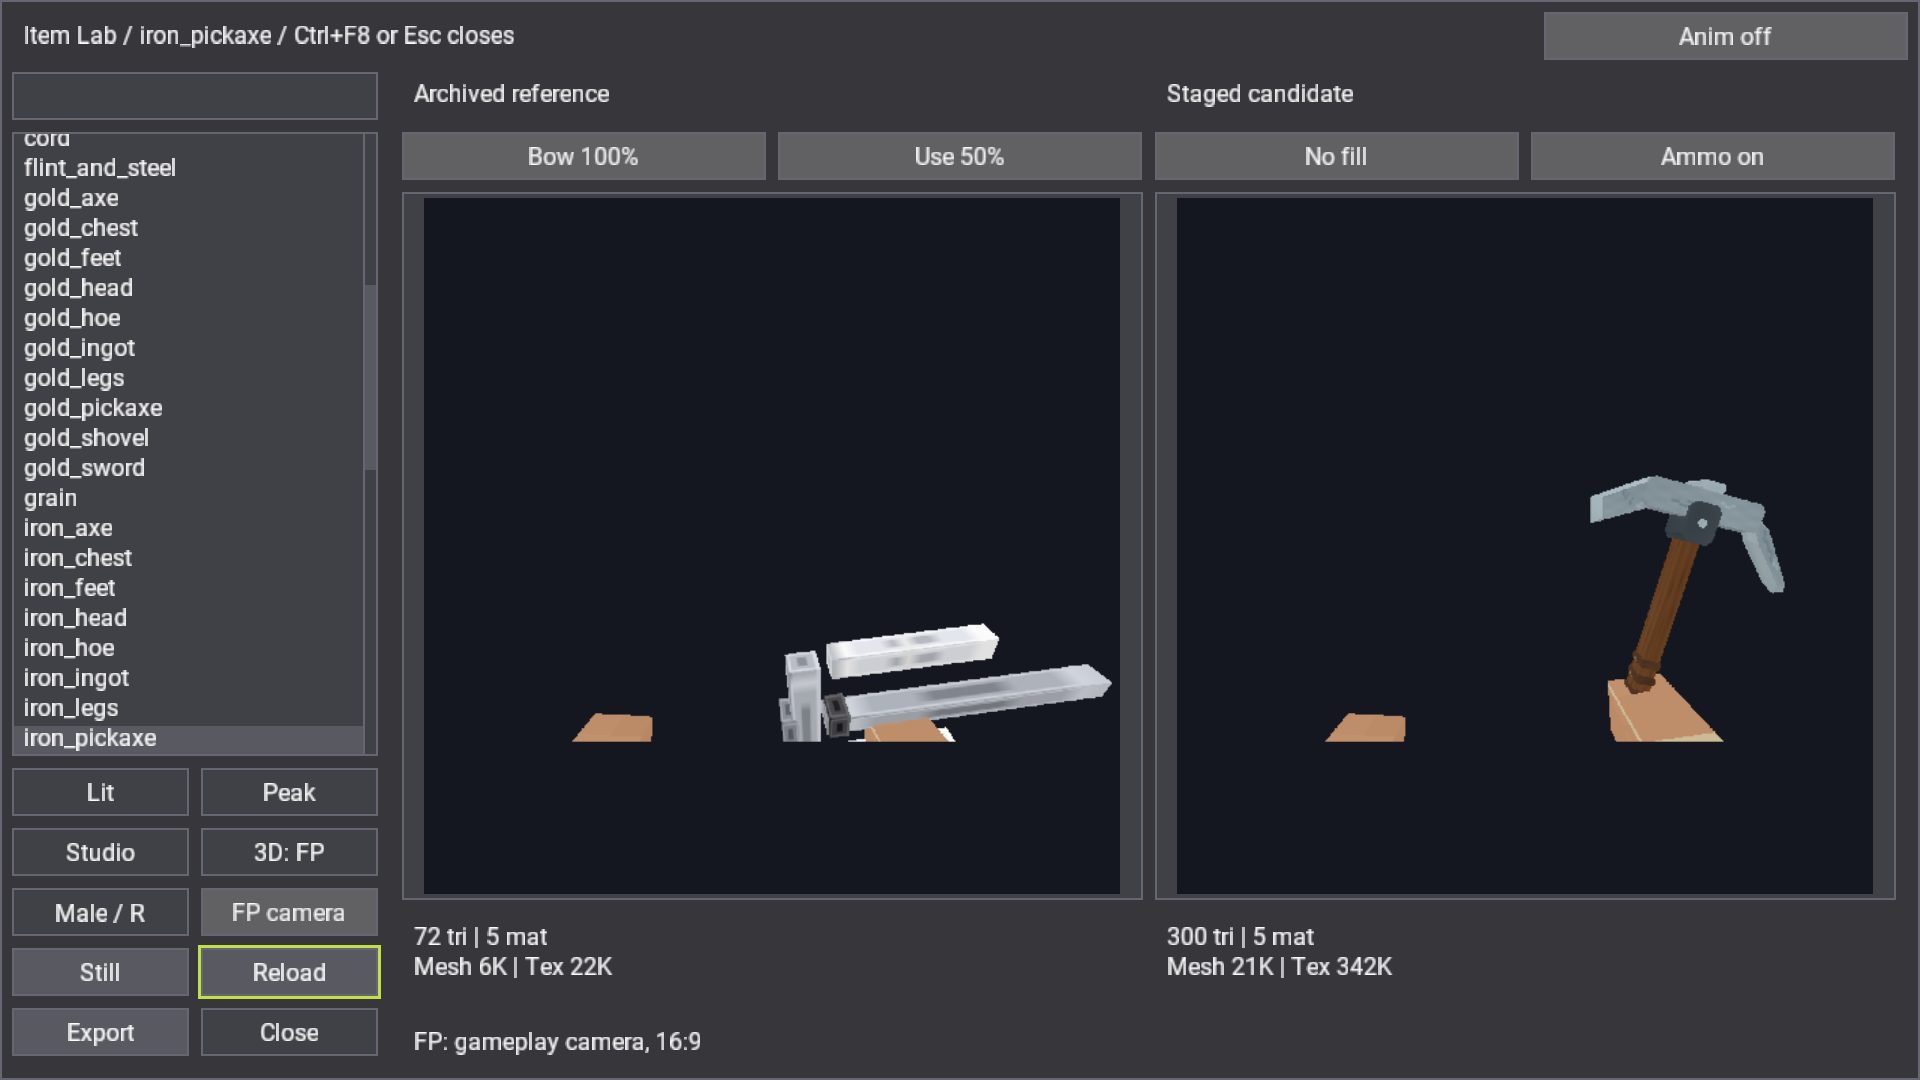 Item Lab / iron_pickaxe / Ctrl+F8 or Esc closes
Anim off
Archived reference
Staged candidate
Bow 100%
Use 50%
No fill
Ammo on
cord
flint_and_steel
gold_axe
gold_chest
gold_feet
gold_head
gold_hoe
gold_ingot
gold_legs
gold_pickaxe
gold_shovel
gold_sword
grain
iron_axe
iron_chest
iron_feet
iron_head
iron_hoe
iron_ingot
iron_legs
iron_pickaxe
Lit
Peak
Studio
3D: FP
Male / R
FP camera
Still
Reload
Export
Close
72 tri | 5 mat
Mesh 6K | Tex 22K
300 tri | 5 mat
Mesh 21K | Tex 342K
FP: gameplay camera, 16:9